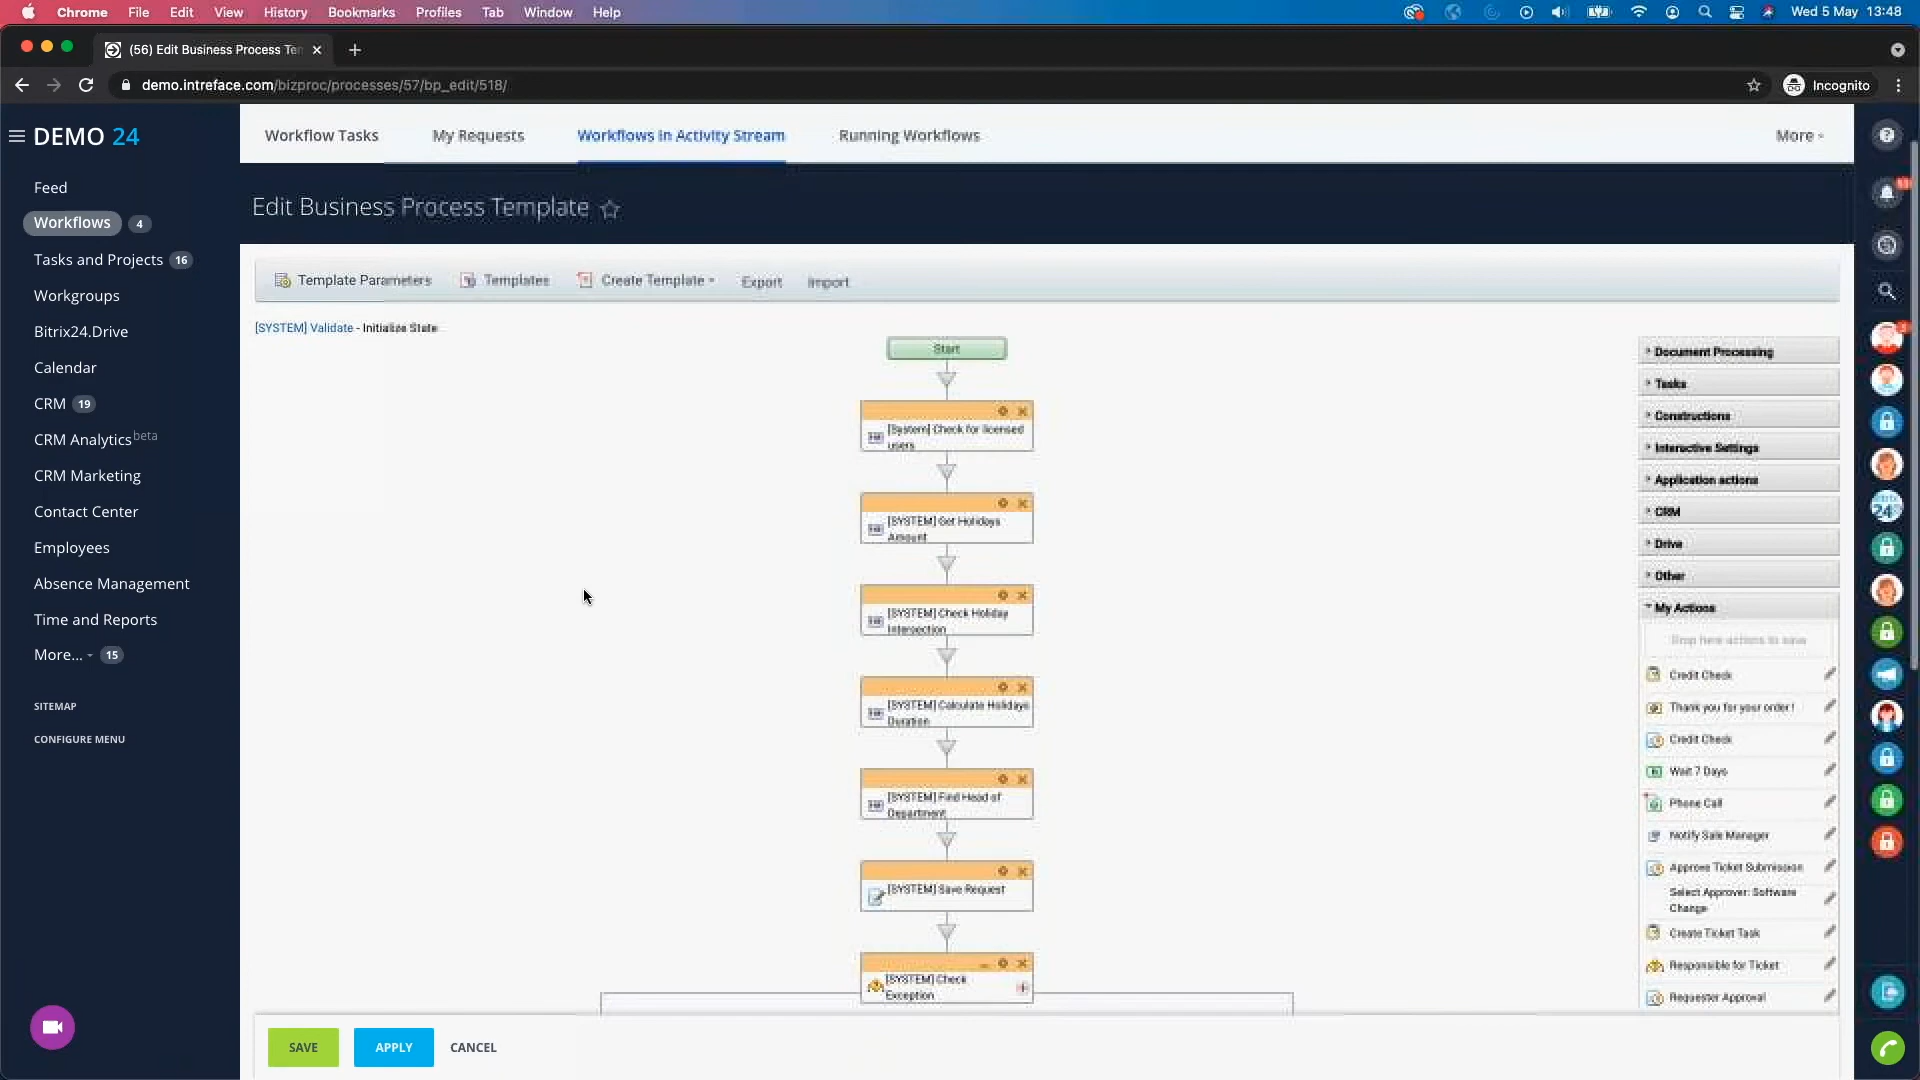 Chrome File Edit View History Bookmarks Profiles Tab Window Help Wed 5 May 13:48
(56) Edit Business Process Ten
demo.intreface.com/bizproc/processes/57/bp_edit/518/ Incognito
DEMO 24
Feed
Workflows 4
Tasks and Projects 16
Workgroups
Bitrix24.Drive
Calendar
CRM 19
CRM Analytics beta
CRM Marketing
Contact Center
Employees
Absence Management
Time and Reports
More... 15
SITEMAP
CONFIGURE MENU
Workflow Tasks My Requests Workflows in Activity Stream Running Workflows More
Edit Business Process Template
Template Parameters Templates Create Template Export Import
[SYSTEM] Validate - Initialize State
Start
[System] Check for licensed
users
[SYSTEM] Get Holidays
Amount
[SYSTEM] Check Holiday
Intersection
[SYSTEM] Calculate Holidays
Duration
[SYSTEM] Find Head of
Department
[SYSTEM] Save Request
[SYSTEM] Check
Exception
Document Processing
Tasks
Constructions
Interactive Settings
Application actions
CRM
Drive
Other
My Actions
Drop here actions to save
Credit Check
Thank you for your order!
Credit Check
Wait 7 Days
Phone Call
Notify Sale Manager
Approve Ticket Submission
Select Approver: Software
Change
Create Ticket Task
Responsible for Ticket
Requester Approval
SAVE APPLY CANCEL